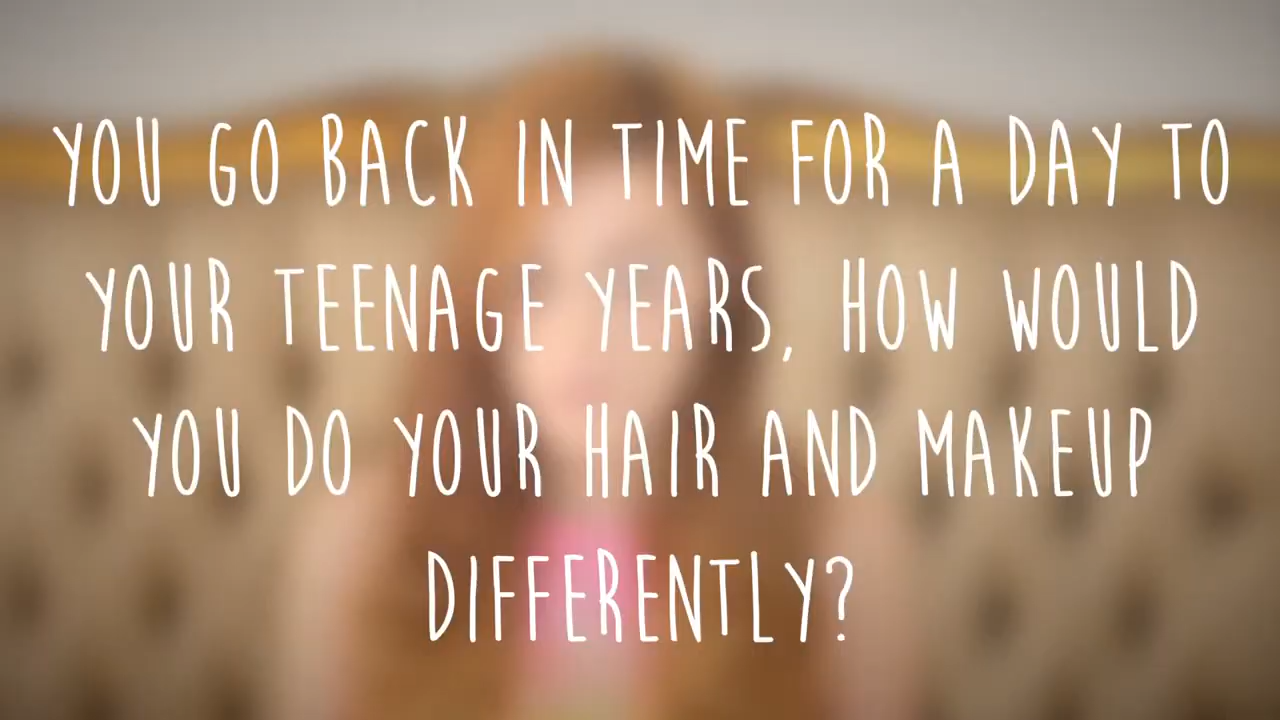 YOU GO BACK IN TIME FOR A DAY TO
YOUR TEENAGE YEARS, HOW WOULD
YOU DO YOUR HAIR AND MAKEUP
DIFFERENTLY?